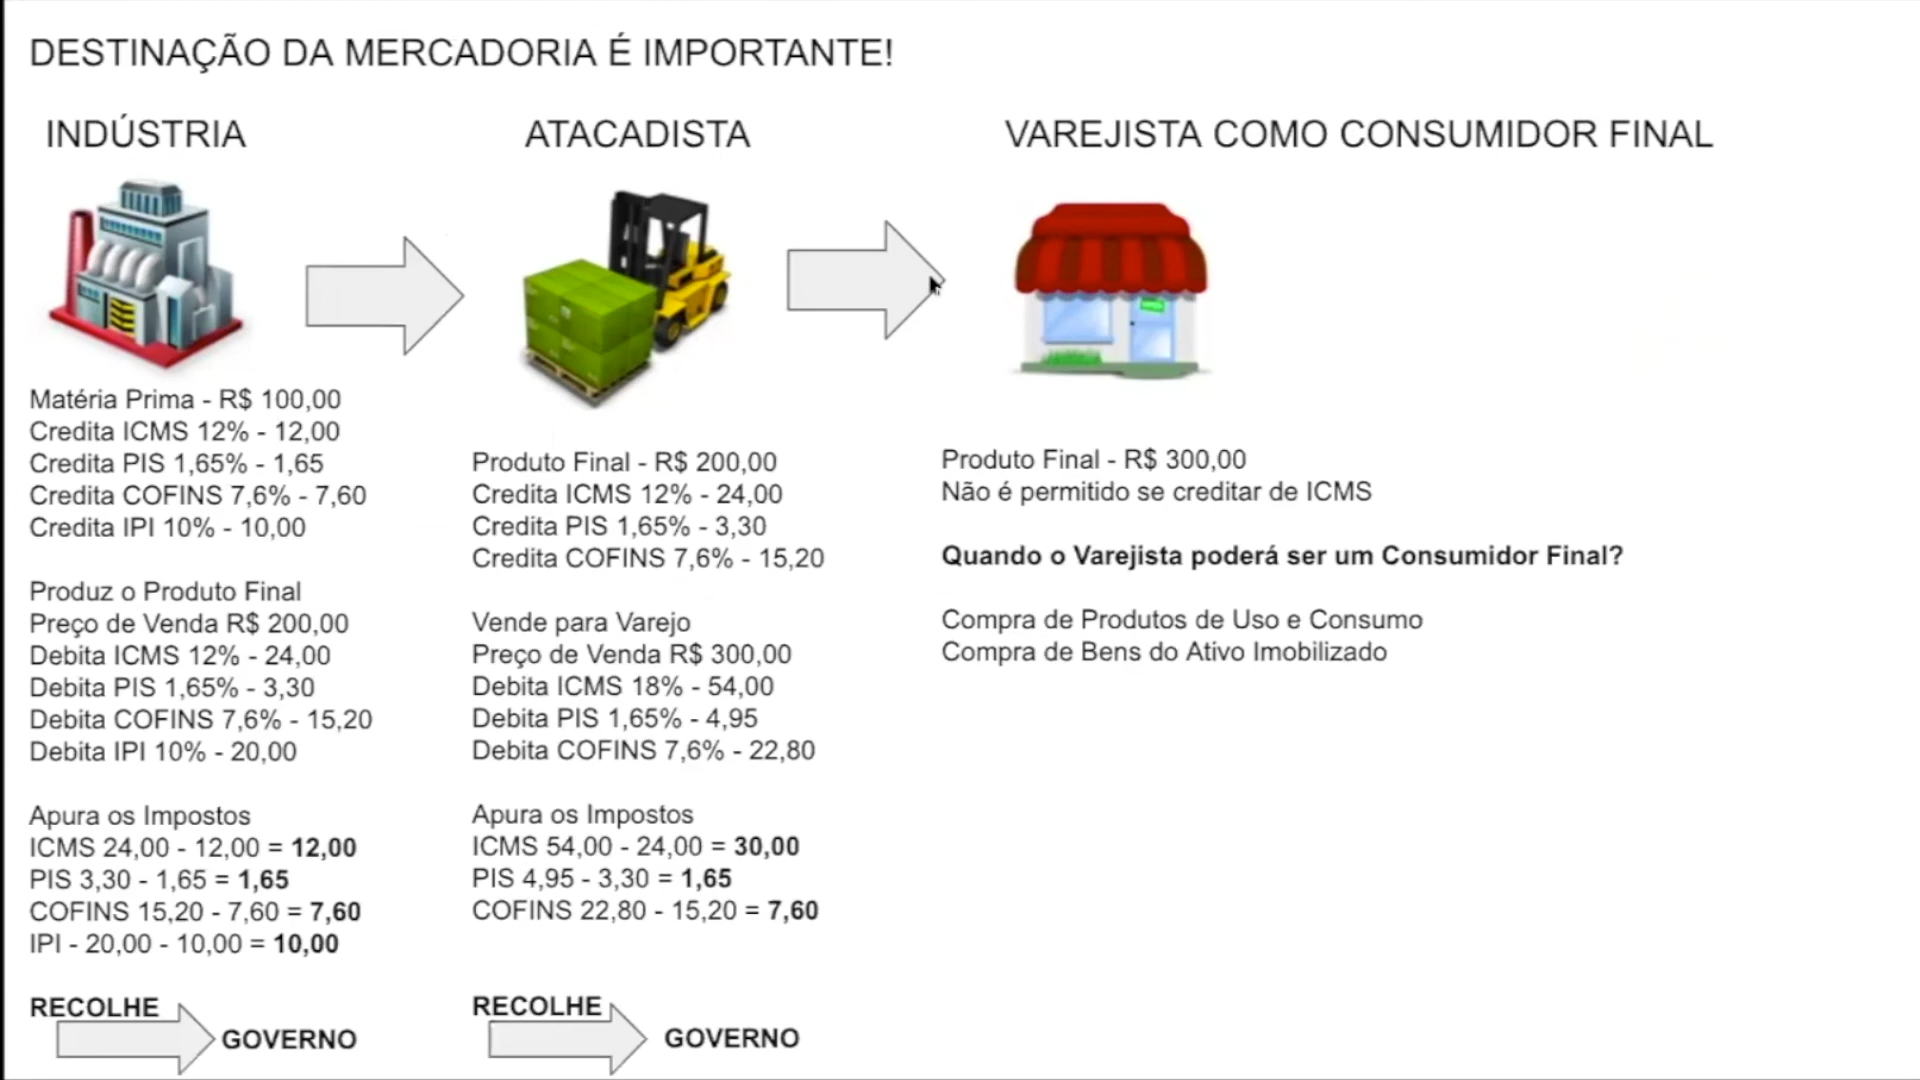 DESTINAÇÃO DA MERCADORIA É IMPORTANTE!
INDÚSTRIA
Matéria Prima - R$ 100,00
Credita ICMS 12% - 12,00
Credita PIS 1,65% - 1,65
Credita COFINS 7,6% - 7,60
Credita IPI 10% - 10,00
Produz o Produto Final
Preço de Venda R$ 200,00
Debita ICMS 12% - 24,00
Debita PIS 1,65% - 3,30
Debita COFINS 7,6% - 15,20
Debita IPI 10% - 20,00
Apura os Impostos
ICMS 24,00 - 12,00 = 12,00
PIS 3,30 - 1,65 = 1,65
COFINS 15,20 - 7,60 = 7,60
IPI - 20,00 - 10,00 = 10,00
RECOLHE
GOVERNO
ATACADISTA
Produto Final - R$ 200,00
Credita ICMS 12% - 24,00
Credita PIS 1,65% - 3,30
Credita COFINS 7,6% - 15,20
Vende para Varejo
Preço de Venda R$ 300,00
Debita ICMS 18% - 54,00
Debita PIS 1,65% - 4,95
Debita COFINS 7,6% - 22,80
Apura os Impostos
ICMS 54,00 - 24,00 = 30,00
PIS 4,95 - 3,30 = 1,65
COFINS 22,80 - 15,20 = 7,60
RECOLHE
GOVERNO
VAREJISTA COMO CONSUMIDOR FINAL
Produto Final - R$ 300,00
Não é permitido se creditar de ICMS
Quando o Varejista poderá ser um Consumidor Final?
Compra de Produtos de Uso e Consumo
Compra de Bens do Ativo Imobilizado